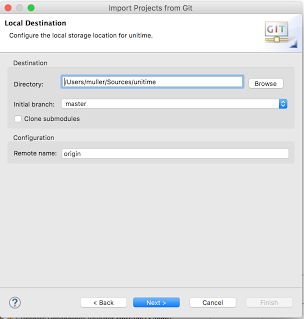 Import Projects from Git
Local Destination
Configure the local storage location for unitime.
GIT
Destination
Directory: /Users/muller/Sources/unitime Browse
Initial branch: master
Clone submodules
Configuration
Remote name: origin
? < Back Next > Cancel Finish